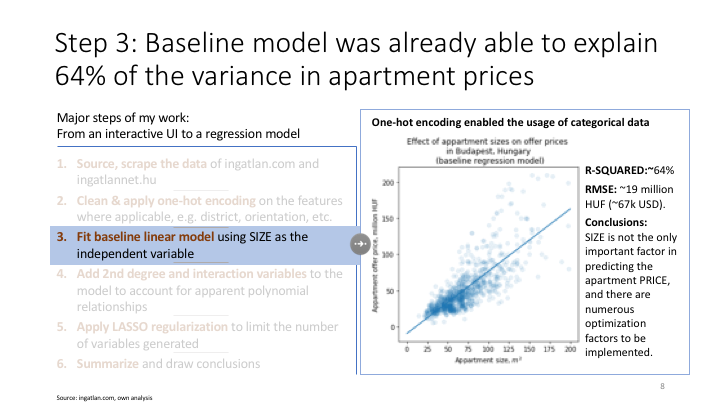 Step 3: Baseline model was already able to explain
64% of the variance in apartment prices
Major steps of my work:
From an interactive UI to a regression model
1. Source, scrape the data of ingatlan.com and
ingatlannet.hu
2. Clean & apply one-hot encoding on the features
where applicable, e.g. district, orientation, etc.
3. Fit baseline linear model using SIZE as the
independent variable
4. Add 2nd degree and interaction variables to the
model to account for apparent polynomial
relationships
5. Apply LASSO regularization to limit the number
of variables generated
6. Summarize and draw conclusions
One-hot encoding enabled the usage of categorical data
Effect of appartment sizes on offer prices
in Budapest, Hungary
(baseline regression model)
Appartment offer price, million HUF
200
150
100
50
0
0 25 50 75 100 125 150 175 200
Appartment size, m²
R-SQUARED:~64%
RMSE: ~19 million
HUF (~67k USD).
Conclusions:
SIZE is not the only
important factor in
predicting the
apartment PRICE,
and there are
numerous
optimization
factors to be
implemented.
Source: ingatlan.com, own analysis
8